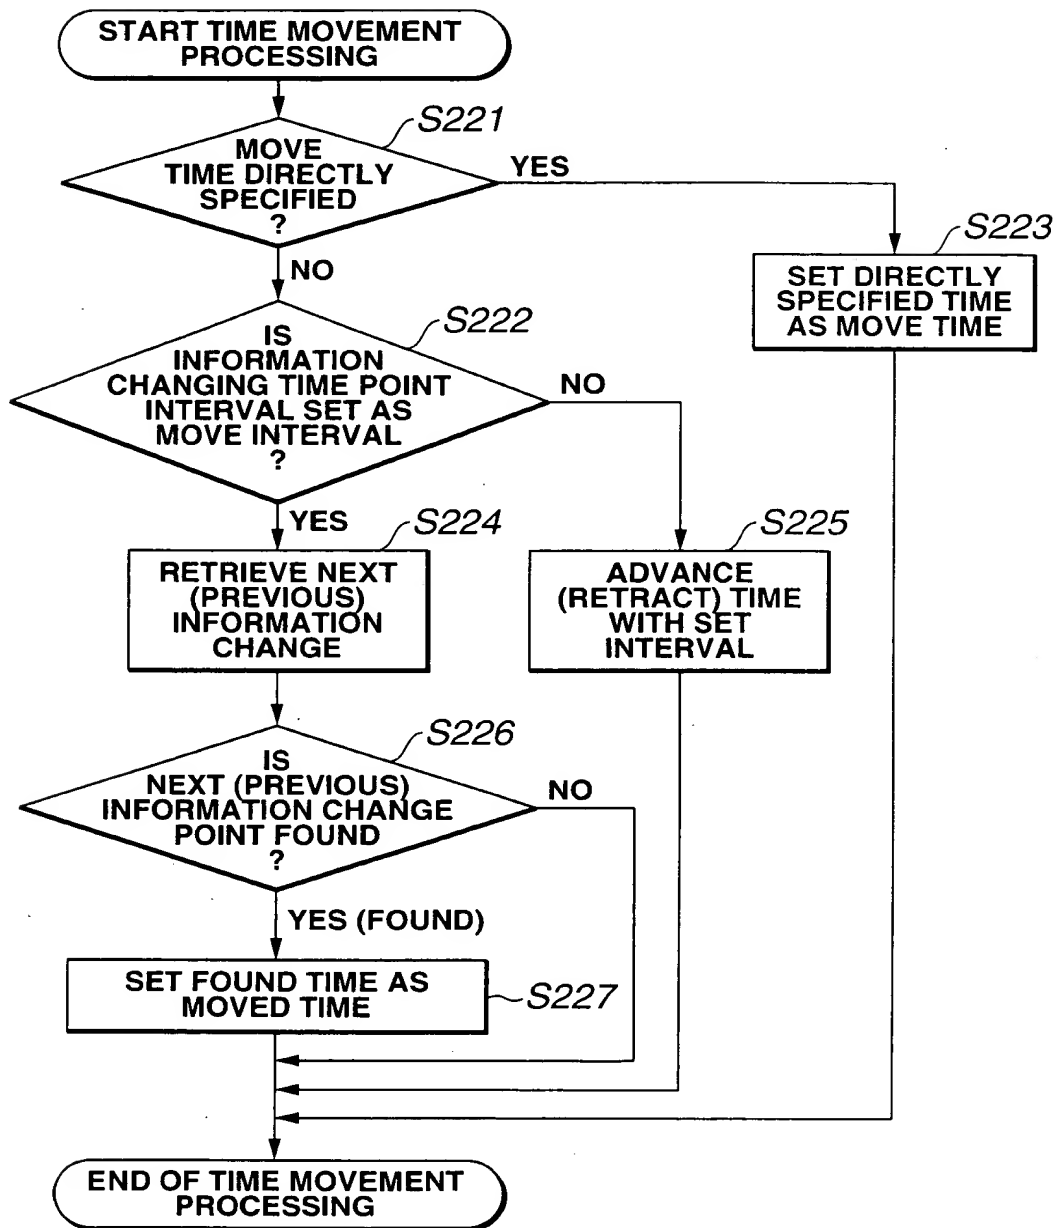 START TIME MOVEMENT
PROCESSING
S221
MOVE
TIME DIRECTLY
SPECIFIED
?
YES
NO
S223
SET DIRECTLY
SPECIFIED TIME
AS MOVE TIME
S222
IS
INFORMATION
CHANGING TIME POINT
INTERVAL SET AS
MOVE INTERVAL
?
NO
YES
S224
RETRIEVE NEXT
(PREVIOUS)
INFORMATION
CHANGE
S225
ADVANCE
(RETRACT) TIME
WITH SET
INTERVAL
S226
IS
NEXT (PREVIOUS)
INFORMATION CHANGE
POINT FOUND
?
NO
YES (FOUND)
SET FOUND TIME AS
MOVED TIME
S227
END OF TIME MOVEMENT
PROCESSING